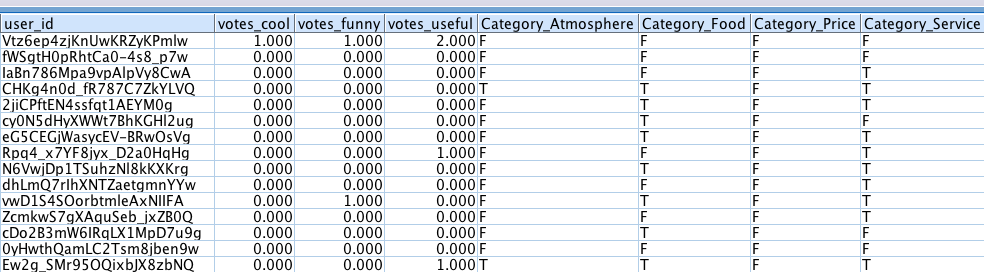 user_id votes_cool votes_funny votes_useful Category_Atmosphere Category_Food Category_Price Category_Service
Vtz6ep4zjKnUwKRZyKPmlw 1.000 1.000 2.000 F F F F
fWSgtH0pRhtCa0-4s8_p7w 0.000 0.000 0.000 F F F F
IaBn786Mpa9vpAlpVy8CwA 0.000 0.000 0.000 F F F T
CHKg4n0d_fR787C7ZkYLVQ 0.000 0.000 0.000 T T F T
2jiCPftEN4ssfqt1AEYM0g 0.000 0.000 0.000 F T F F
cy0N5dHyXWWt7BhKGHl2ug 0.000 0.000 0.000 F T F F
eG5CEGjWasycEV-BRwOsVg 0.000 0.000 0.000 F T F T
Rpq4_x7YF8jyx_D2a0HqHg 0.000 0.000 1.000 F F F T
N6VwjDp1TSuhzNl8kKXKrg 0.000 0.000 0.000 F T F T
dhLmQ7rIhXNTZaetgmnYYw 0.000 0.000 0.000 F F F T
vwD1S4SOorbtmleAxNIIFA 0.000 1.000 0.000 F T F T
ZcmkwS7gXAquSeb_jxZB0Q 0.000 0.000 0.000 F F F T
cDo2B3mW6lRqLX1MpD7u9g 0.000 0.000 0.000 F T F F
0yHwthQamLC2Tsm8jben9w 0.000 0.000 0.000 F F F F
Ew2g_SMr95OQixbJX8zbNQ 0.000 0.000 1.000 T T F T